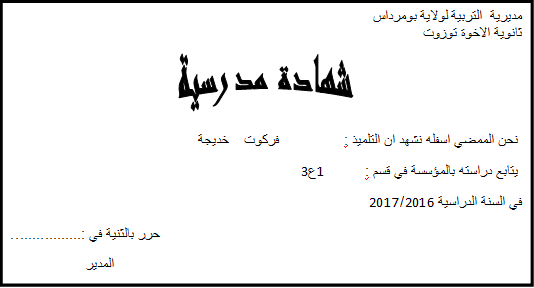 مديرية التربية لولاية بومرداس
ثانوية الاخوة توزوت
شهادة مدرسية
نحن الممضي اسفله نشهد ان التلميذ : فركوت خديجة
يتابع دراسته بالمؤسسة في قسم : 1ع3
في السنة الدراسية 2017/2016
حرر بالثنية في :...................
المدير